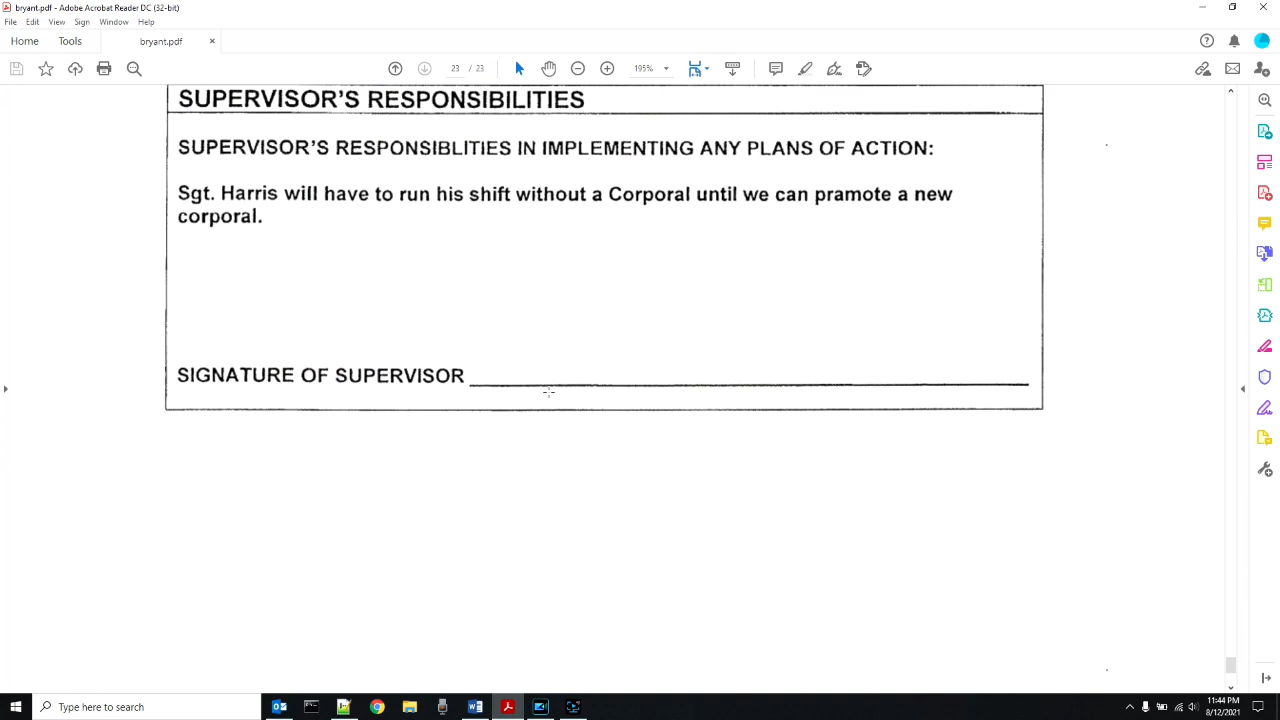 bryant.pdf - Adobe Acrobat Reader DC (32-bit)
File Edit View Sign Window Help
Home Tools bryant.pdf
23 / 23 195%
SUPERVISOR'S RESPONSIBILITIES
SUPERVISOR'S RESPONSIBLITIES IN IMPLEMENTING ANY PLANS OF ACTION:
Sgt. Harris will have to run his shift without a Corporal until we can pramote a new
corporal.
SIGNATURE OF SUPERVISOR
Type here to search
11:44 PM
8/12/2021